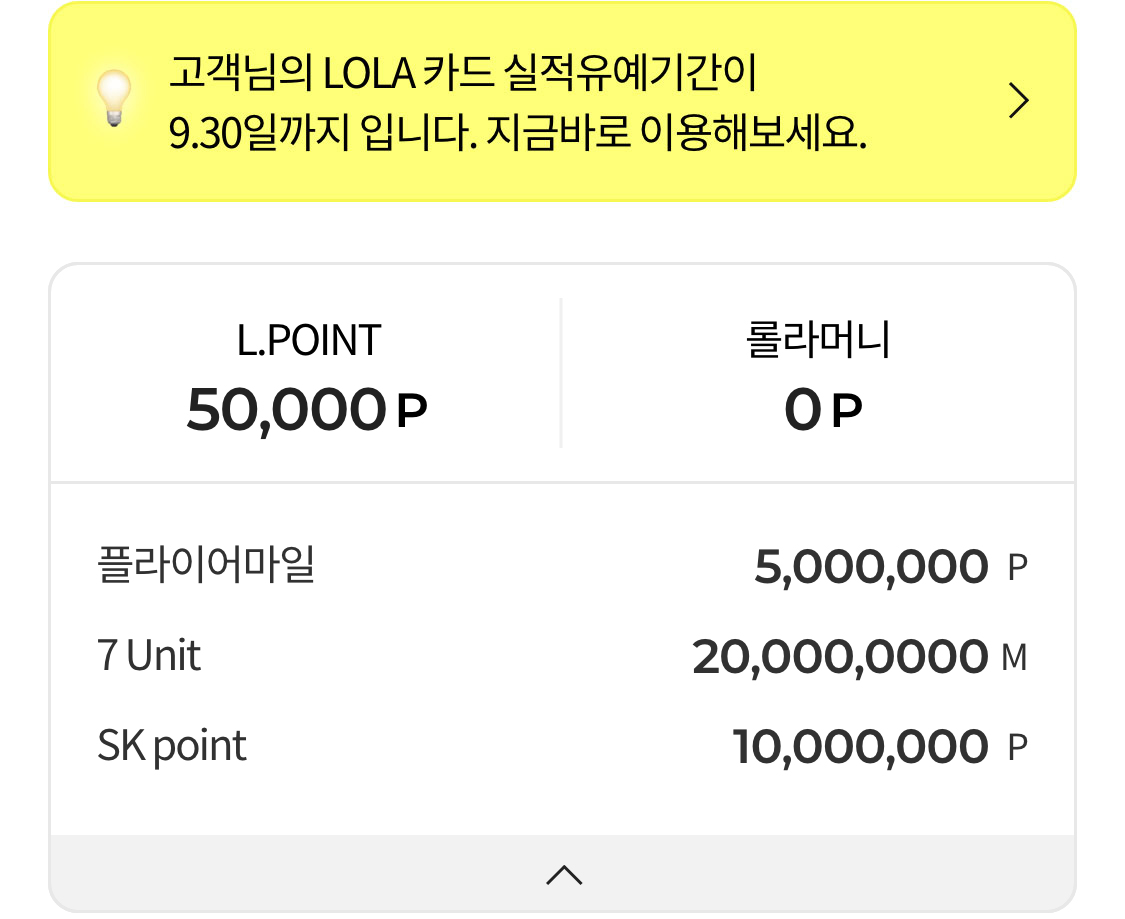 고객님의 LOLA 카드 실적유예기간이
9.30일까지 입니다. 지금바로 이용해보세요.
L.POINT
50,000 P
롤라머니
0 P
플라이어마일 5,000,000 P
7 Unit 20,000,0000 M
SK point 10,000,000 P